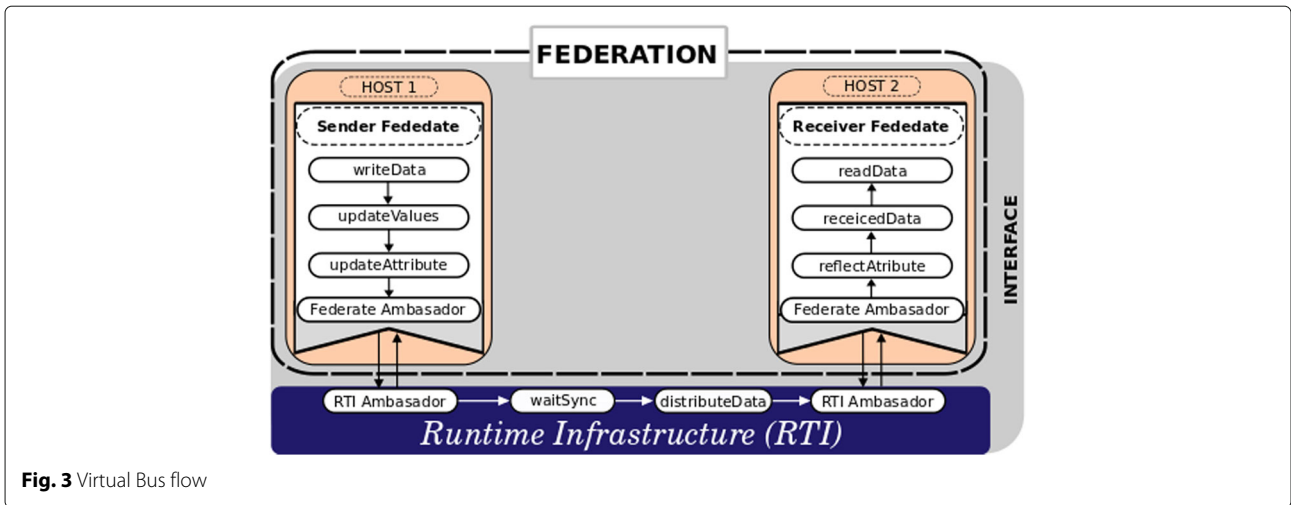 FEDERATION
HOST 1
Sender Fededate
writeData
updateValues
updateAttribute
Federate Ambasador
HOST 2
Receiver Fededate
readData
receicedData
reflectAtribute
Federate Ambasador
INTERFACE
RTI Ambasador
waitSync
distributeData
RTI Ambasador
Runtime Infrastructure (RTI)
Fig. 3 Virtual Bus flow